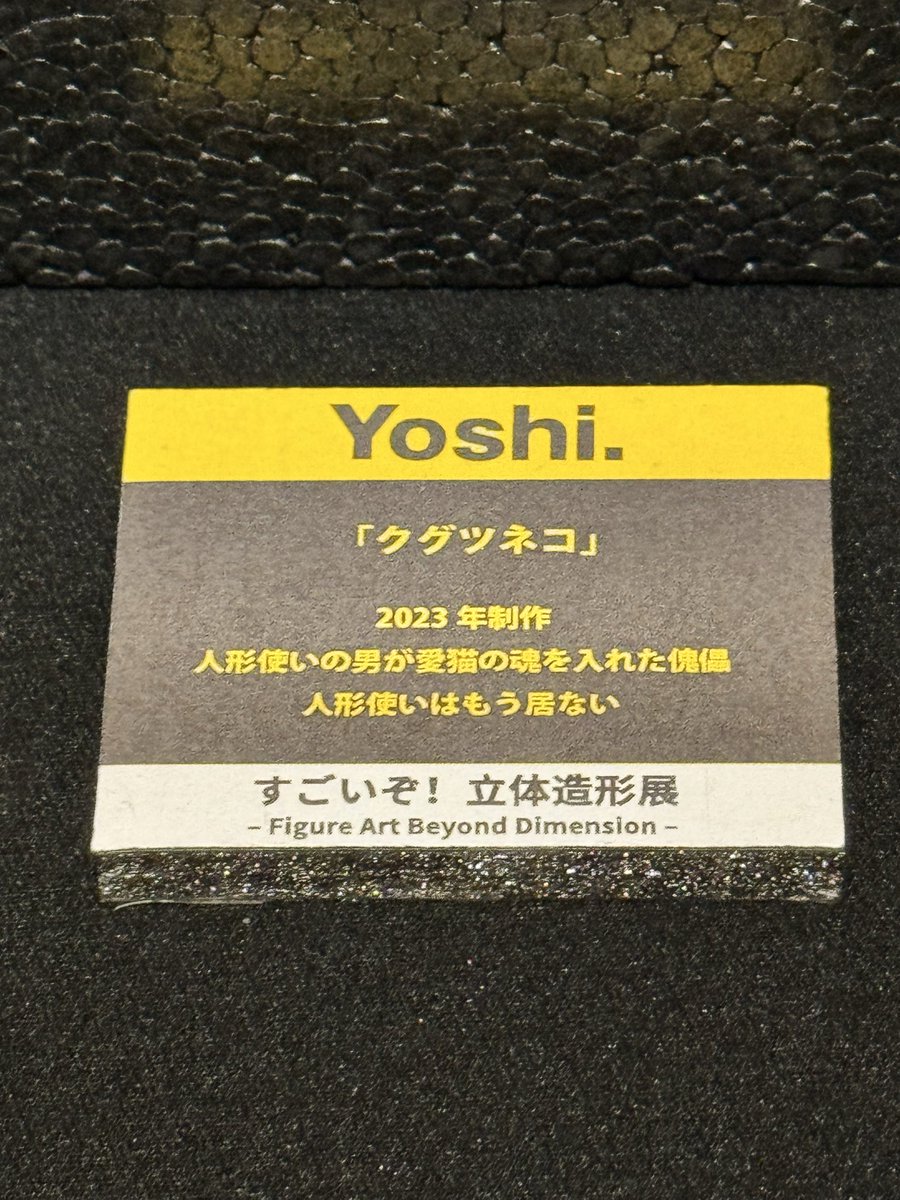 Yoshi.
「クグツネコ」
2023 年制作
人形使いの男が愛猫の魂を入れた傀儡
人形使いはもう居ない
すごいぞ！立体造形展
– Figure Art Beyond Dimension –